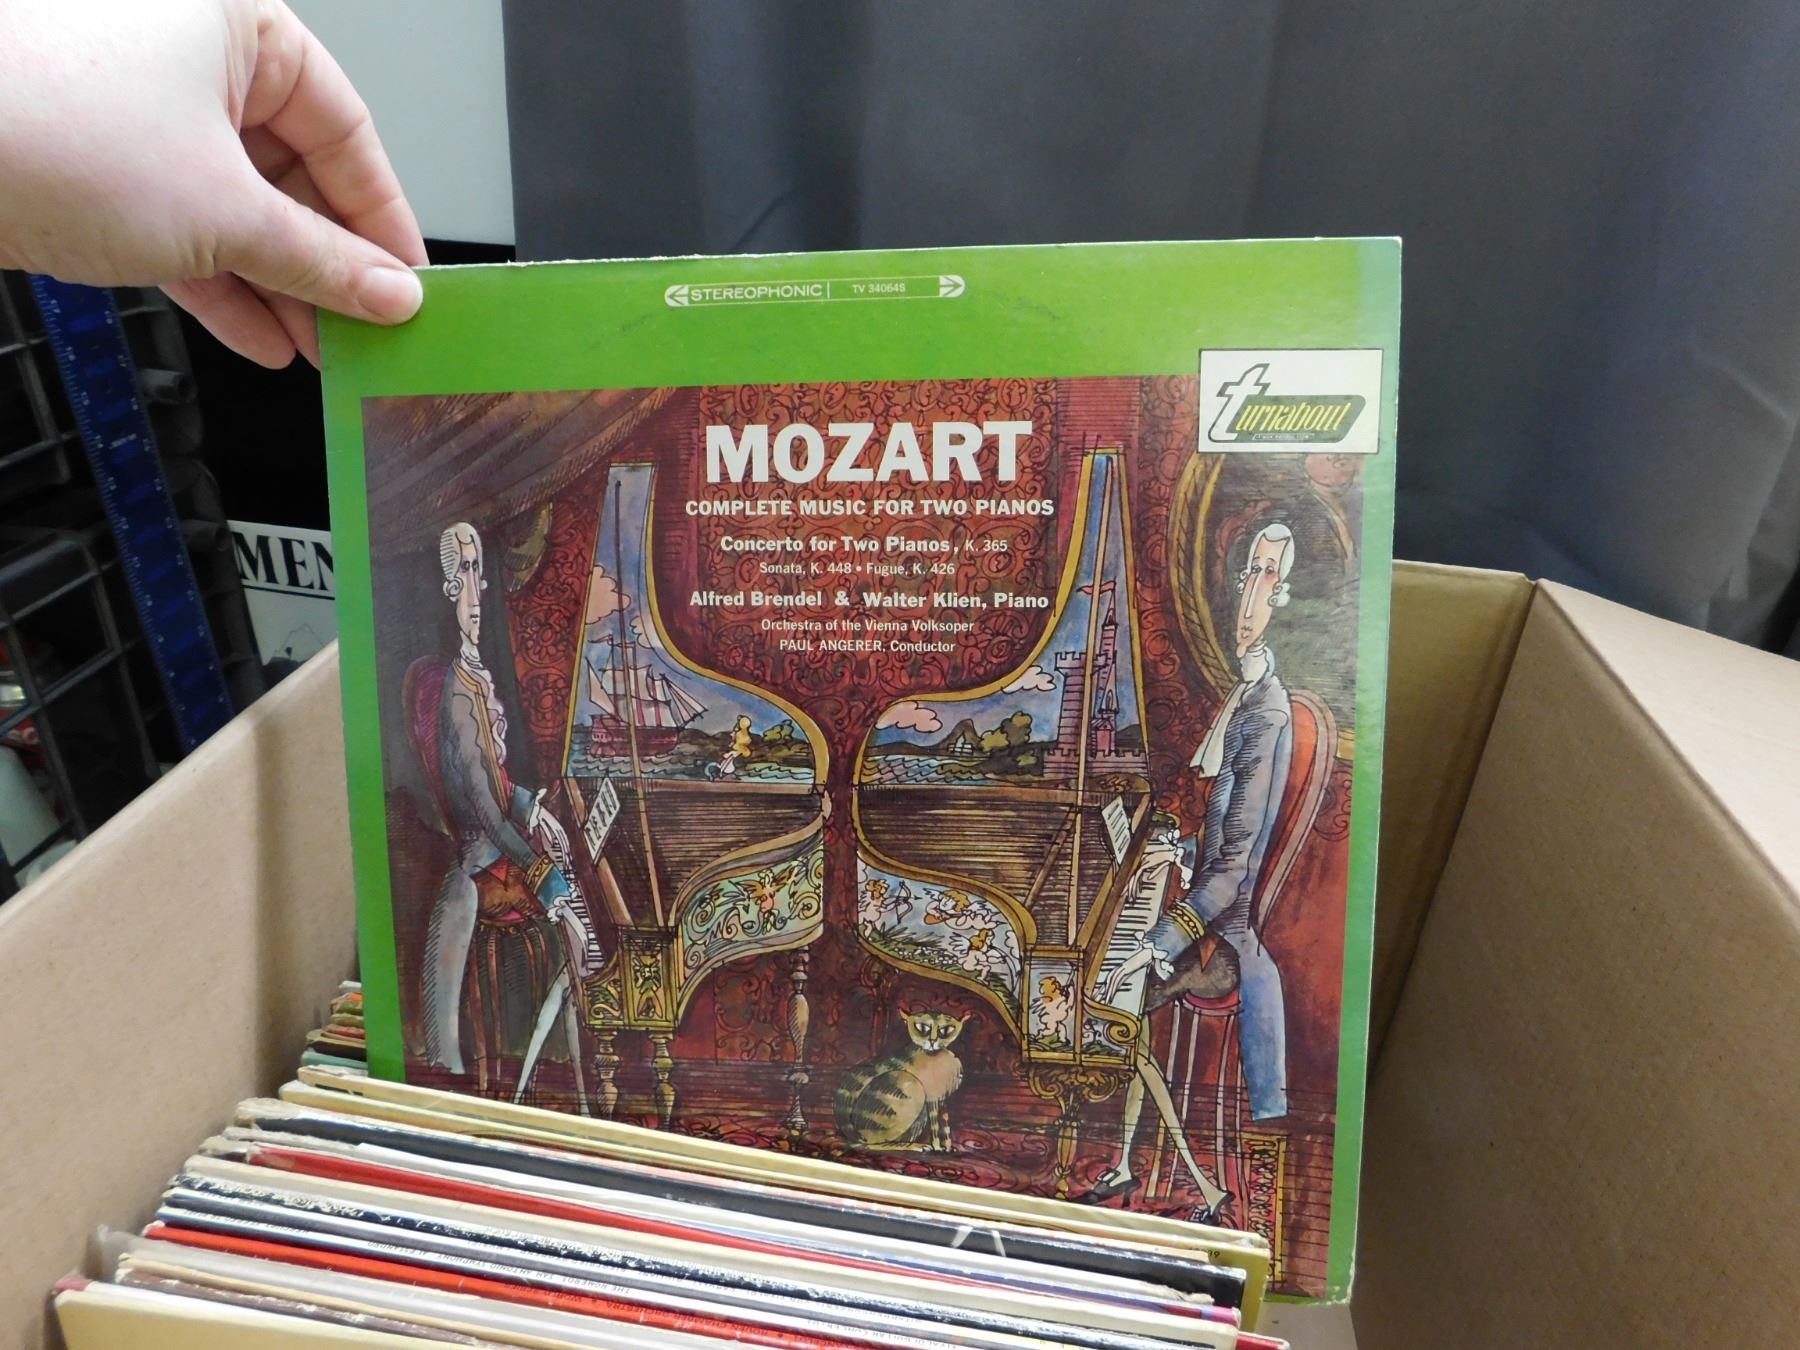 STEREOPHONIC TV 34064S
turnabout
MOZART
COMPLETE MUSIC FOR TWO PIANOS
Concerto for Two Pianos, K. 365
Sonata, K. 448 • Fugue, K. 426
Alfred Brendel & Walter Klien, Piano
Orchestra of the Vienna Volksoper
PAUL ANGERER, Conductor
MEN